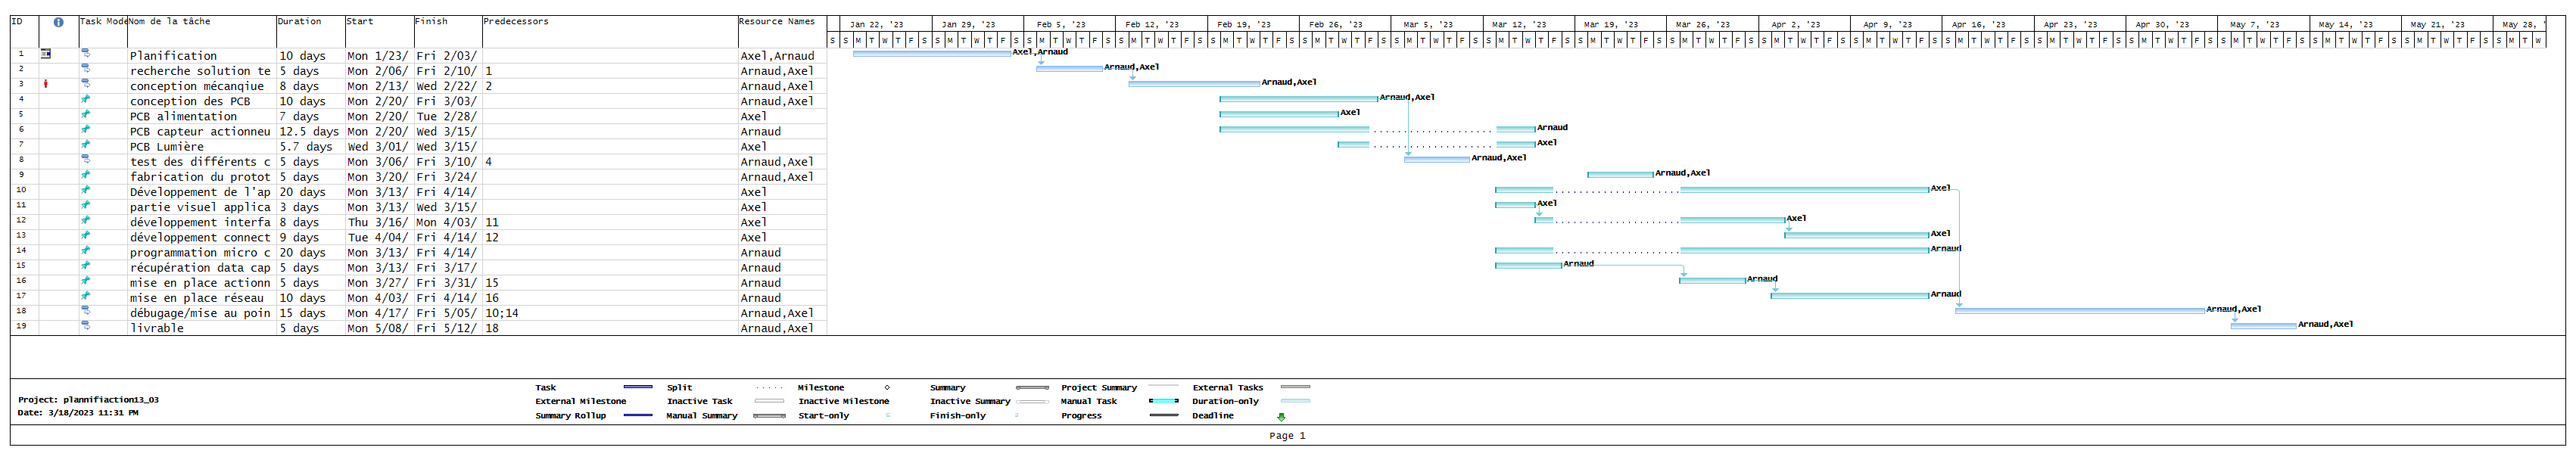 ID Task Mode Nom de la tâche Duration Start Finish Predecessors Resource Names Jan 22, '23 Jan 29, '23 Feb 5, '23 Feb 12, '23 Feb 19, '23 Feb 26, '23 Mar 5, '23 Mar 12, '23 Mar 19, '23 Mar 26, '23 Apr 2, '23 Apr 9, '23 Apr 16, '23 Apr 23, '23 Apr 30, '23 May 7, '23 May 14, '23 May 21, '23 May 28, '
S S M T W T F S S M T W T F S S M T W T F S S M T W T F S S M T W T F S S M T W T F S S M T W T F S S M T W T F S S M T W T F S S M T W T F S S M T W T F S S M T W T F S S M T W T F S S M T W T F S S M T W T F S S M T W T F S S M T W T F S S M T W T F S S M T W
1 Planification 10 days Mon 1/23/ Fri 2/03/ Axel,Arnaud Axel,Arnaud
2 recherche solution te 5 days Mon 2/06/ Fri 2/10/ 1 Arnaud,Axel Arnaud,Axel
3 conception mécanqiue 8 days Mon 2/13/ Wed 2/22/ 2 Arnaud,Axel Arnaud,Axel
4 conception des PCB 10 days Mon 2/20/ Fri 3/03/ Arnaud,Axel Arnaud,Axel
5 PCB alimentation 7 days Mon 2/20/ Tue 2/28/ Axel Axel
6 PCB capteur actionneu 12.5 days Mon 2/20/ Wed 3/15/ Arnaud Arnaud
7 PCB Lumière 5.7 days Wed 3/01/ Wed 3/15/ Axel Axel
8 test des différents c 5 days Mon 3/06/ Fri 3/10/ 4 Arnaud,Axel Arnaud,Axel
9 fabrication du protot 5 days Mon 3/20/ Fri 3/24/ Arnaud,Axel Arnaud,Axel
10 Développement de l'ap 20 days Mon 3/13/ Fri 4/14/ Axel Axel
11 partie visuel applica 3 days Mon 3/13/ Wed 3/15/ Axel Axel
12 développement interfa 8 days Thu 3/16/ Mon 4/03/ 11 Axel Axel
13 développement connect 9 days Tue 4/04/ Fri 4/14/ 12 Axel Axel
14 programmation micro c 20 days Mon 3/13/ Fri 4/14/ Arnaud Arnaud
15 récupération data cap 5 days Mon 3/13/ Fri 3/17/ Arnaud Arnaud
16 mise en place actionn 5 days Mon 3/27/ Fri 3/31/ 15 Arnaud Arnaud
17 mise en place réseau 10 days Mon 4/03/ Fri 4/14/ 16 Arnaud Arnaud
18 débugage/mise au poin 15 days Mon 4/17/ Fri 5/05/ 10;14 Arnaud,Axel Arnaud,Axel
19 livrable 5 days Mon 5/08/ Fri 5/12/ 18 Arnaud,Axel Arnaud,Axel
Project: plannifiaction13_03
Date: 3/18/2023 11:31 PM
Task Split Milestone Summary Project Summary External Tasks
External Milestone Inactive Task Inactive Milestone Inactive Summary Manual Task Duration-only
Summary Rollup Manual Summary Start-only Finish-only Progress Deadline
Page 1